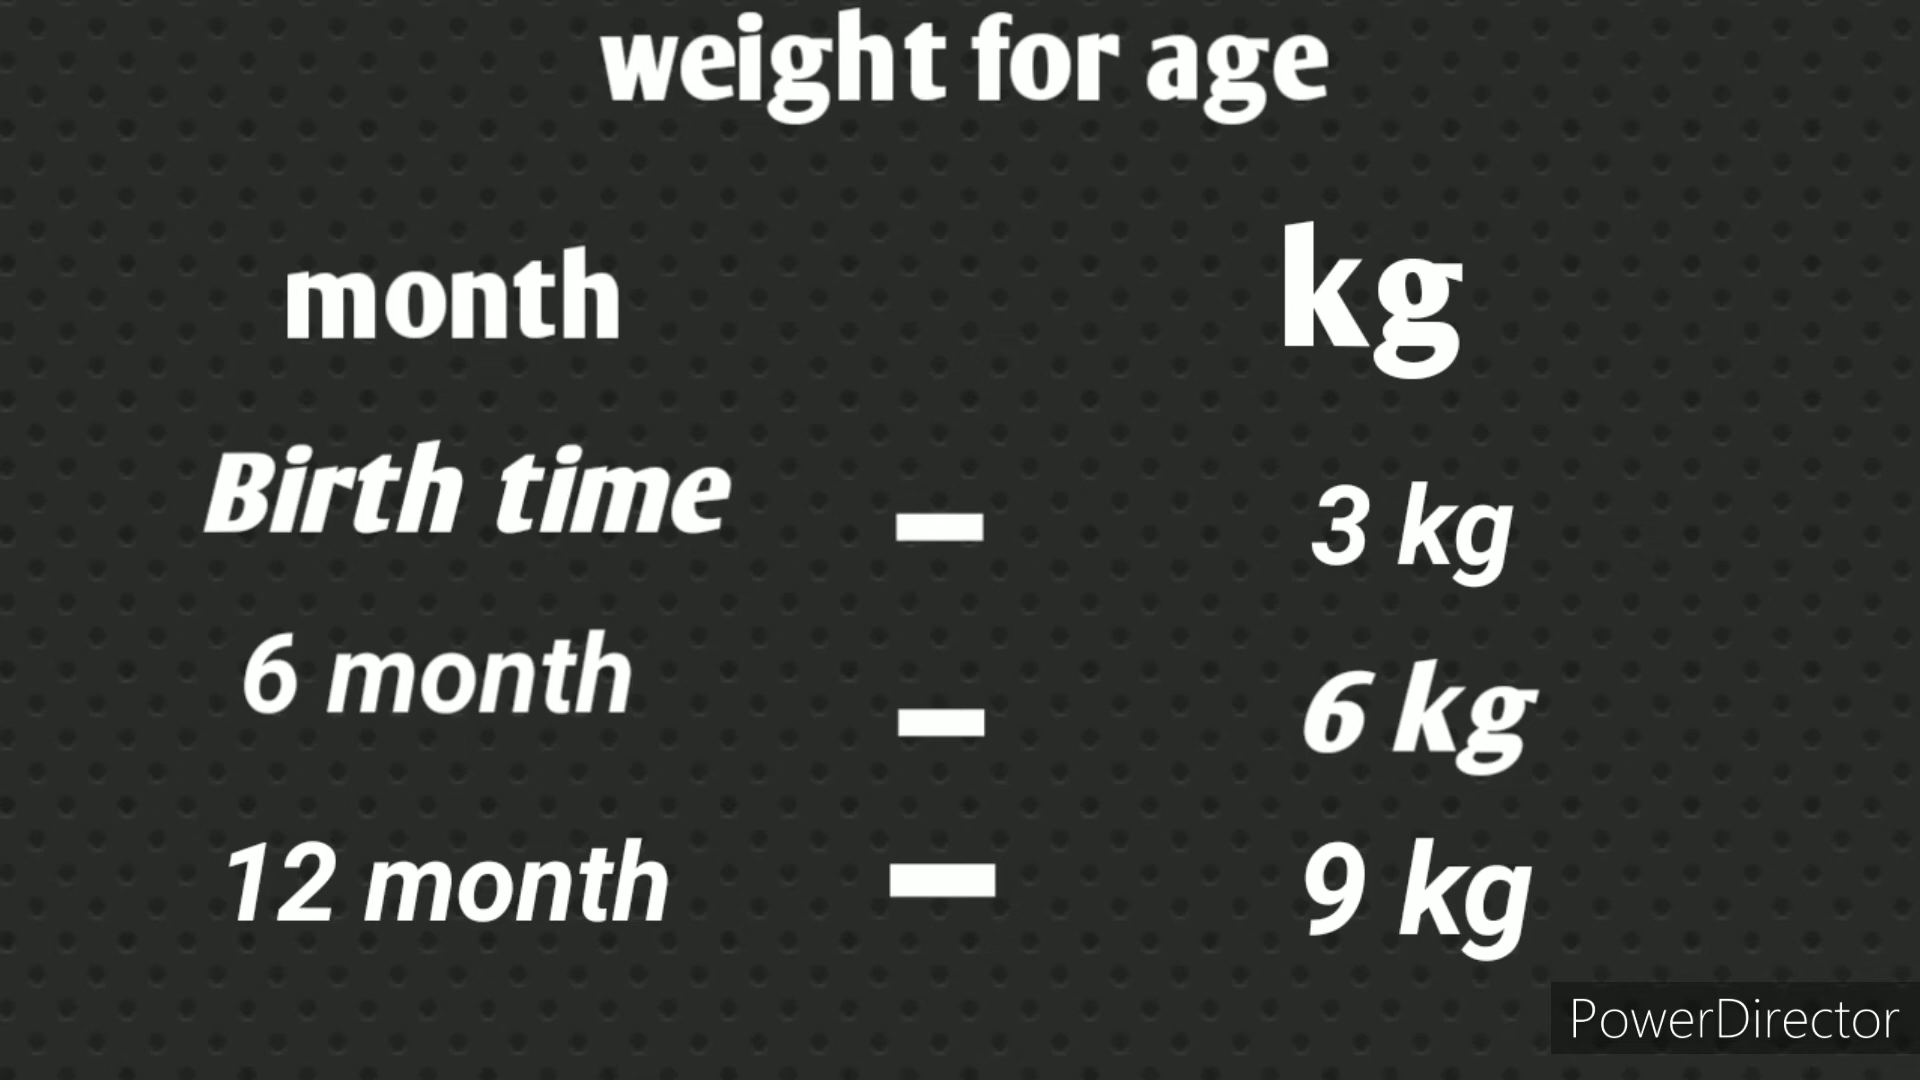 weight for age
month kg
Birth time - 3 kg
6 month - 6 kg
12 month - 9 kg
PowerDirector